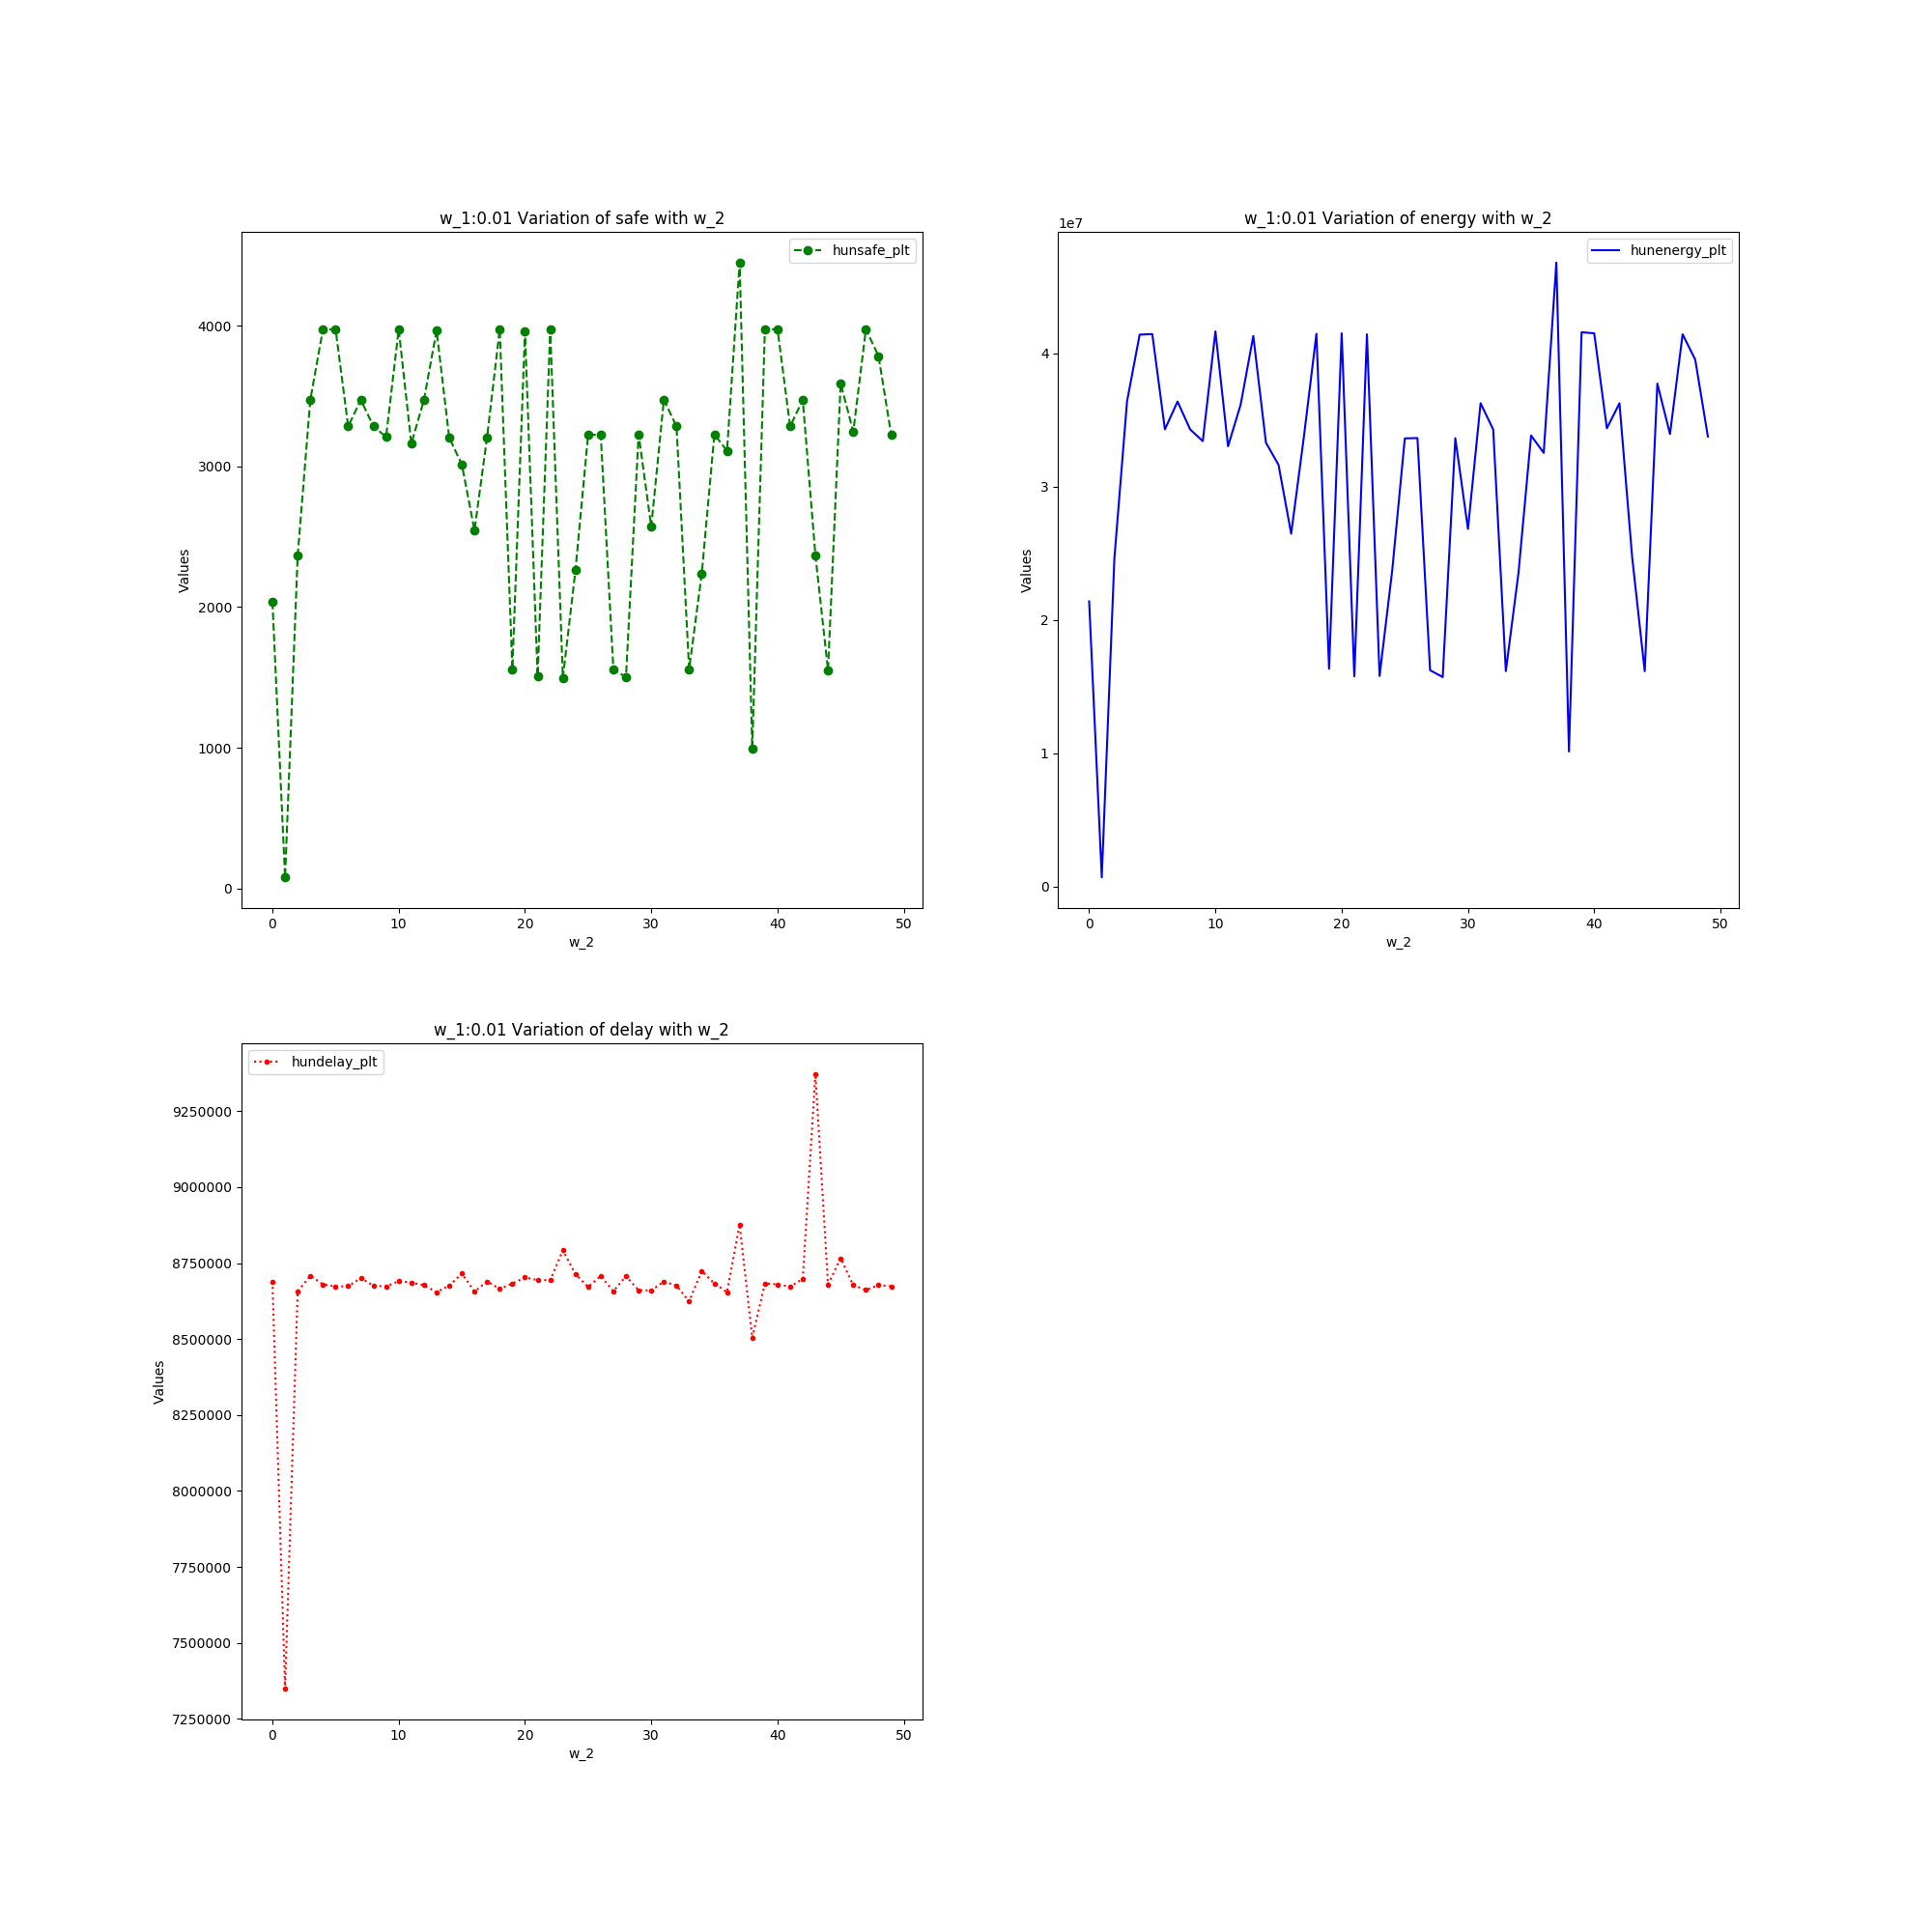 w_1:0.01 Variation of safe with w_2
hunsafe_plt
4000
3000
2000
1000
0
Values
0 10 20 30 40 50
w_2
w_1:0.01 Variation of energy with w_2
1e7
hunenergy_plt
4
3
2
1
0
Values
0 10 20 30 40 50
w_2
w_1:0.01 Variation of delay with w_2
hundelay_plt
9250000
9000000
8750000
8500000
8250000
8000000
7750000
7500000
7250000
Values
0 10 20 30 40 50
w_2